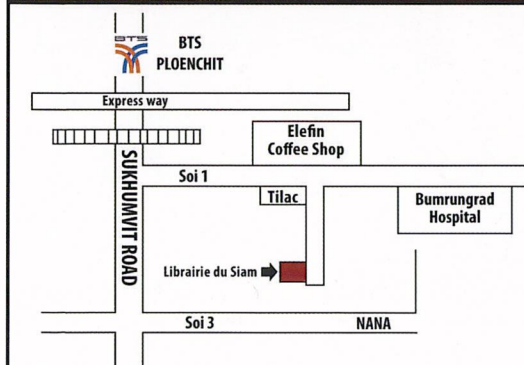 BTS
BTS
PLOENCHIT
Express way
Elefin
Coffee Shop
SUKHUMVIT ROAD
Soi 1
Tilac
Bumrungrad
Hospital
Librairie du Siam
Soi 3
NANA